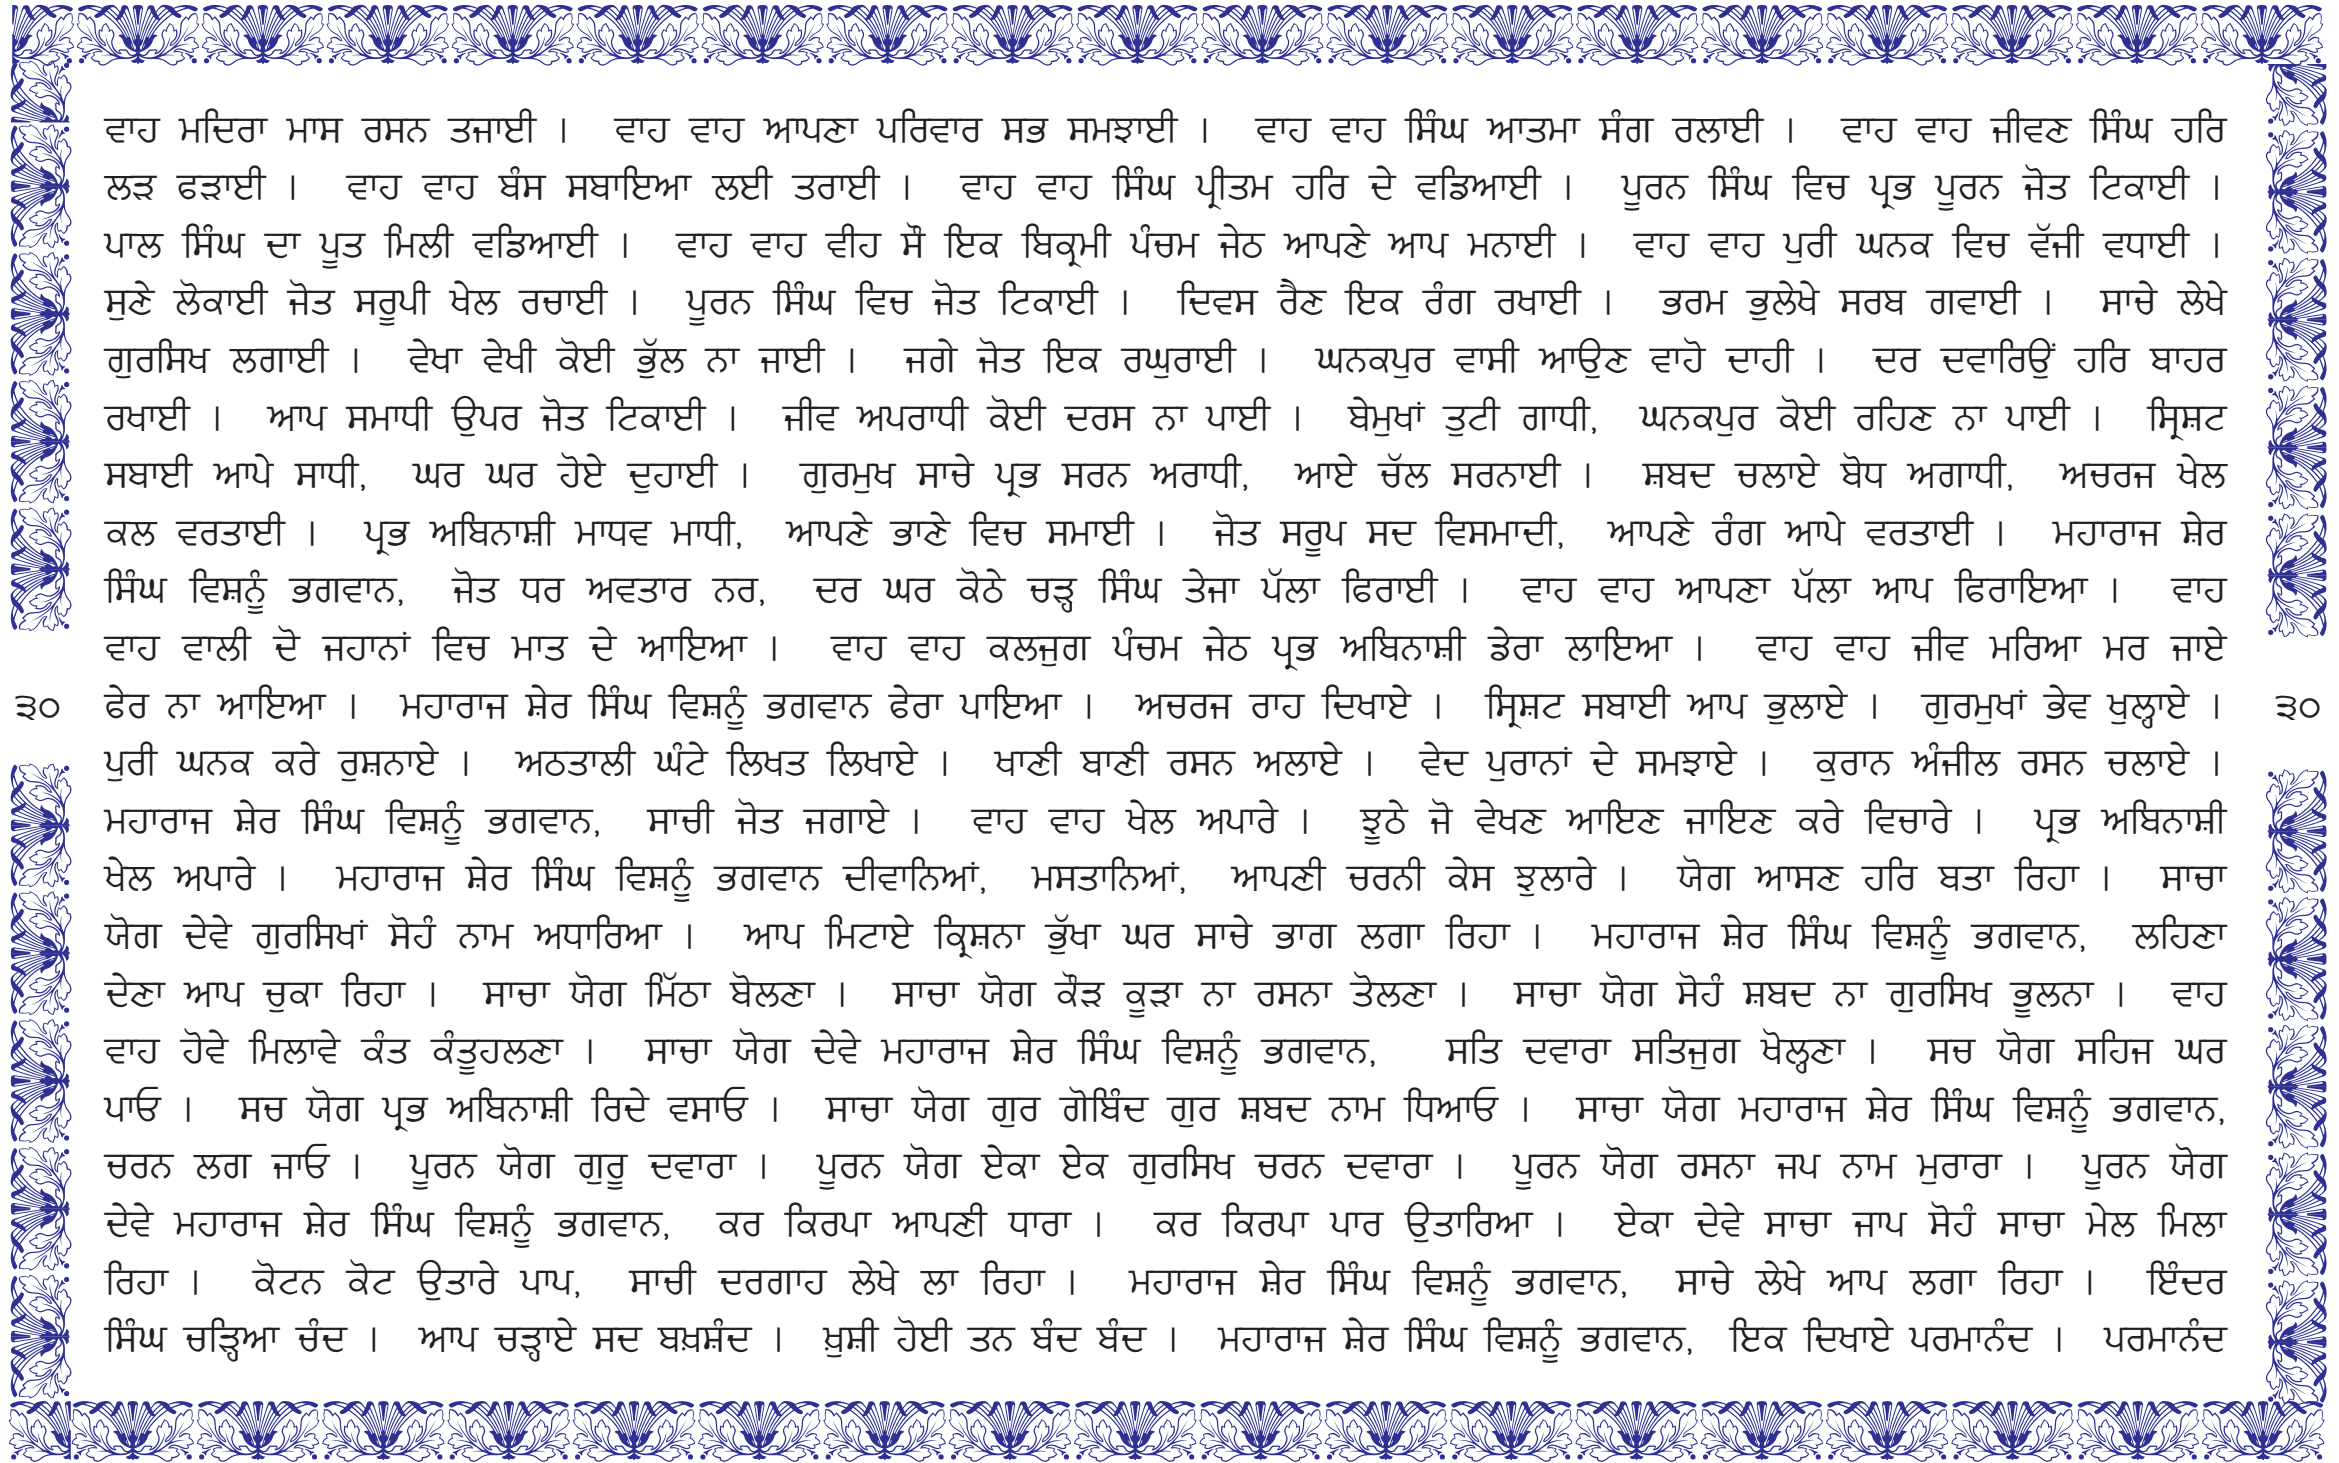 ਵਾਹ ਮਦਿਰਾ ਮਾਸ ਰਸਨ ਤਜਾਈ । ਵਾਹ ਵਾਹ ਆਪਣਾ ਪਰਿਵਾਰ ਸਭ ਸਮਝਾਈ । ਵਾਹ ਵਾਹ ਸਿੰਘ ਆਤਮਾ ਸੰਗ ਰਲਾਈ । ਵਾਹ ਵਾਹ ਜੀਵਣ ਸਿੰਘ ਹਰਿ
ਲੜ ਫੜਾਈ । ਵਾਹ ਵਾਹ ਬੰਸ ਸਬਾਇਆ ਲਈ ਤਰਾਈ । ਵਾਹ ਵਾਹ ਸਿੰਘ ਪ੍ਰੀਤਮ ਹਰਿ ਦੇ ਵਡਿਆਈ । ਪੂਰਨ ਸਿੰਘ ਵਿਚ ਪ੍ਰਭ ਪੂਰਨ ਜੋਤ ਟਿਕਾਈ ।
ਪਾਲ ਸਿੰਘ ਦਾ ਪੂਤ ਮਿਲੀ ਵਡਿਆਈ । ਵਾਹ ਵਾਹ ਵੀਹ ਸੌ ਇਕ ਬਿਕ੍ਰਮੀ ਪੰਚਮ ਜੇਠ ਆਪਣੇ ਆਪ ਮਨਾਈ । ਵਾਹ ਵਾਹ ਪੁਰੀ ਘਨਕ ਵਿਚ ਵੱਜੀ ਵਧਾਈ ।
ਸੁਣੇ ਲੋਕਾਈ ਜੋਤ ਸਰੂਪੀ ਖੇਲ ਰਚਾਈ । ਪੂਰਨ ਸਿੰਘ ਵਿਚ ਜੋਤ ਟਿਕਾਈ । ਦਿਵਸ ਰੈਣ ਇਕ ਰੰਗ ਰਖਾਈ । ਭਰਮ ਭੁਲੇਖੇ ਸਰਬ ਗਵਾਈ । ਸਾਚੇ ਲੇਖੇ
ਗੁਰਸਿਖ ਲਗਾਈ । ਵੇਖਾ ਵੇਖੀ ਕੋਈ ਭੁੱਲ ਨਾ ਜਾਈ । ਜਗੇ ਜੋਤ ਇਕ ਰਘੁਰਾਈ । ਘਨਕਪੁਰ ਵਾਸੀ ਆਉਣ ਵਾਹੋ ਦਾਹੀ । ਦਰ ਦਵਾਰਿਉਂ ਹਰਿ ਬਾਹਰ
ਰਖਾਈ । ਆਪ ਸਮਾਧੀ ਉਪਰ ਜੋਤ ਟਿਕਾਈ । ਜੀਵ ਅਪਰਾਧੀ ਕੋਈ ਦਰਸ ਨਾ ਪਾਈ । ਬੇਮੁਖਾਂ ਤੁਟੀ ਗਾਧੀ, ਘਨਕਪੁਰ ਕੋਈ ਰਹਿਣ ਨਾ ਪਾਈ । ਸ੍ਰਿਸ਼ਟ
ਸਬਾਈ ਆਪੇ ਸਾਧੀ, ਘਰ ਘਰ ਹੋਏ ਦੁਹਾਈ । ਗੁਰਮੁਖ ਸਾਚੇ ਪ੍ਰਭ ਸਰਨ ਅਰਾਧੀ, ਆਏ ਚੱਲ ਸਰਨਾਈ । ਸ਼ਬਦ ਚਲਾਏ ਬੋਧ ਅਗਾਧੀ, ਅਚਰਜ ਖੇਲ
ਕਲ ਵਰਤਾਈ । ਪ੍ਰਭ ਅਬਿਨਾਸ਼ੀ ਮਾਧਵ ਮਾਧੀ, ਆਪਣੇ ਭਾਣੇ ਵਿਚ ਸਮਾਈ । ਜੋਤ ਸਰੂਪ ਸਦ ਵਿਸਮਾਦੀ, ਆਪਣੇ ਰੰਗ ਆਪੇ ਵਰਤਾਈ । ਮਹਾਰਾਜ ਸ਼ੇਰ
ਸਿੰਘ ਵਿਸ਼ਨੂੰ ਭਗਵਾਨ, ਜੋਤ ਧਰ ਅਵਤਾਰ ਨਰ, ਦਰ ਘਰ ਕੋਠੇ ਚੜ੍ਹ ਸਿੰਘ ਤੇਜਾ ਪੱਲਾ ਫਿਰਾਈ । ਵਾਹ ਵਾਹ ਆਪਣਾ ਪੱਲਾ ਆਪ ਫਿਰਾਇਆ । ਵਾਹ
ਵਾਹ ਵਾਲੀ ਦੋ ਜਹਾਨਾਂ ਵਿਚ ਮਾਤ ਦੇ ਆਇਆ । ਵਾਹ ਵਾਹ ਕਲਜੁਗ ਪੰਚਮ ਜੇਠ ਪ੍ਰਭ ਅਬਿਨਾਸ਼ੀ ਡੇਰਾ ਲਾਇਆ । ਵਾਹ ਵਾਹ ਜੀਵ ਮਰਿਆ ਮਰ ਜਾਏ
੩੦ ਫੇਰ ਨਾ ਆਇਆ । ਮਹਾਰਾਜ ਸ਼ੇਰ ਸਿੰਘ ਵਿਸ਼ਨੂੰ ਭਗਵਾਨ ਫੇਰਾ ਪਾਇਆ । ਅਚਰਜ ਰਾਹ ਦਿਖਾਏ । ਸ੍ਰਿਸ਼ਟ ਸਬਾਈ ਆਪ ਭੁਲਾਏ । ਗੁਰਮੁਖਾਂ ਭੇਵ ਖੁਲ੍ਹਾਏ । ੩੦
ਪੁਰੀ ਘਨਕ ਕਰੇ ਰੁਸ਼ਨਾਏ । ਅਠਤਾਲੀ ਘੰਟੇ ਲਿਖਤ ਲਿਖਾਏ । ਖਾਣੀ ਬਾਣੀ ਰਸਨ ਅਲਾਏ । ਵੇਦ ਪੁਰਾਨਾਂ ਦੇ ਸਮਝਾਏ । ਕੁਰਾਨ ਅੰਜੀਲ ਰਸਨ ਚਲਾਏ ।
ਮਹਾਰਾਜ ਸ਼ੇਰ ਸਿੰਘ ਵਿਸ਼ਨੂੰ ਭਗਵਾਨ, ਸਾਚੀ ਜੋਤ ਜਗਾਏ । ਵਾਹ ਵਾਹ ਖੇਲ ਅਪਾਰੇ । ਝੂਠੇ ਜੋ ਵੇਖਣ ਆਇਣ ਜਾਇਣ ਕਰੇ ਵਿਚਾਰੇ । ਪ੍ਰਭ ਅਬਿਨਾਸ਼ੀ
ਖੇਲ ਅਪਾਰੇ । ਮਹਾਰਾਜ ਸ਼ੇਰ ਸਿੰਘ ਵਿਸ਼ਨੂੰ ਭਗਵਾਨ ਦੀਵਾਨਿਆਂ, ਮਸਤਾਨਿਆਂ, ਆਪਣੀ ਚਰਨੀ ਕੇਸ ਝੁਲਾਰੇ । ਯੋਗ ਆਸਣ ਹਰਿ ਬਤਾ ਰਿਹਾ । ਸਾਚਾ
ਯੋਗ ਦੇਵੇ ਗੁਰਸਿਖਾਂ ਸੋਹੰ ਨਾਮ ਅਧਾਰਿਆ । ਆਪ ਮਿਟਾਏ ਕ੍ਰਿਸ਼ਨਾ ਭੁੱਖਾ ਘਰ ਸਾਚੇ ਭਾਗ ਲਗਾ ਰਿਹਾ । ਮਹਾਰਾਜ ਸ਼ੇਰ ਸਿੰਘ ਵਿਸ਼ਨੂੰ ਭਗਵਾਨ, ਲਹਿਣਾ
ਦੇਣਾ ਆਪ ਚੁਕਾ ਰਿਹਾ । ਸਾਚਾ ਯੋਗ ਮਿੱਠਾ ਬੋਲਣਾ । ਸਾਚਾ ਯੋਗ ਕੌੜ ਕੂੜਾ ਨਾ ਰਸਨਾ ਤੋਲਣਾ । ਸਾਚਾ ਯੋਗ ਸੋਹੰ ਸ਼ਬਦ ਨਾ ਗੁਰਸਿਖ ਭੂਲਨਾ । ਵਾਹ
ਵਾਹ ਹੋਵੇ ਮਿਲਾਵੇ ਕੰਤ ਕੰਤੂਹਲਣਾ । ਸਾਚਾ ਯੋਗ ਦੇਵੇ ਮਹਾਰਾਜ ਸ਼ੇਰ ਸਿੰਘ ਵਿਸ਼ਨੂੰ ਭਗਵਾਨ, ਸਤਿ ਦਵਾਰਾ ਸਤਿਜੁਗ ਖੋਲ੍ਹਣਾ । ਸਚ ਯੋਗ ਸਹਿਜ ਘਰ
ਪਾਓ । ਸਚ ਯੋਗ ਪ੍ਰਭ ਅਬਿਨਾਸ਼ੀ ਰਿਦੇ ਵਸਾਓ । ਸਾਚਾ ਯੋਗ ਗੁਰ ਗੋਬਿੰਦ ਗੁਰ ਸ਼ਬਦ ਨਾਮ ਧਿਆਓ । ਸਾਚਾ ਯੋਗ ਮਹਾਰਾਜ ਸ਼ੇਰ ਸਿੰਘ ਵਿਸ਼ਨੂੰ ਭਗਵਾਨ,
ਚਰਨ ਲਗ ਜਾਓ । ਪੂਰਨ ਯੋਗ ਗੁਰੂ ਦਵਾਰਾ । ਪੂਰਨ ਯੋਗ ਏਕਾ ਏਕ ਗੁਰਸਿਖ ਚਰਨ ਦਵਾਰਾ । ਪੂਰਨ ਯੋਗ ਰਸਨਾ ਜਪ ਨਾਮ ਮੁਰਾਰਾ । ਪੂਰਨ ਯੋਗ
ਦੇਵੇ ਮਹਾਰਾਜ ਸ਼ੇਰ ਸਿੰਘ ਵਿਸ਼ਨੂੰ ਭਗਵਾਨ, ਕਰ ਕਿਰਪਾ ਆਪਣੀ ਧਾਰਾ । ਕਰ ਕਿਰਪਾ ਪਾਰ ਉਤਾਰਿਆ । ਏਕਾ ਦੇਵੇ ਸਾਚਾ ਜਾਪ ਸੋਹੰ ਸਾਚਾ ਮੇਲ ਮਿਲਾ
ਰਿਹਾ । ਕੋਟਨ ਕੋਟ ਉਤਾਰੇ ਪਾਪ, ਸਾਚੀ ਦਰਗਾਹ ਲੇਖੇ ਲਾ ਰਿਹਾ । ਮਹਾਰਾਜ ਸ਼ੇਰ ਸਿੰਘ ਵਿਸ਼ਨੂੰ ਭਗਵਾਨ, ਸਾਚੇ ਲੇਖੇ ਆਪ ਲਗਾ ਰਿਹਾ । ਇੰਦਰ
ਸਿੰਘ ਚੜ੍ਹਿਆ ਚੰਦ । ਆਪ ਚੜ੍ਹਾਏ ਸਦ ਬਖ਼ਸ਼ੰਦ । ਖ਼ੁਸ਼ੀ ਹੋਈ ਤਨ ਬੰਦ ਬੰਦ । ਮਹਾਰਾਜ ਸ਼ੇਰ ਸਿੰਘ ਵਿਸ਼ਨੂੰ ਭਗਵਾਨ, ਇਕ ਦਿਖਾਏ ਪਰਮਾਨੰਦ । ਪਰਮਾਨੰਦ